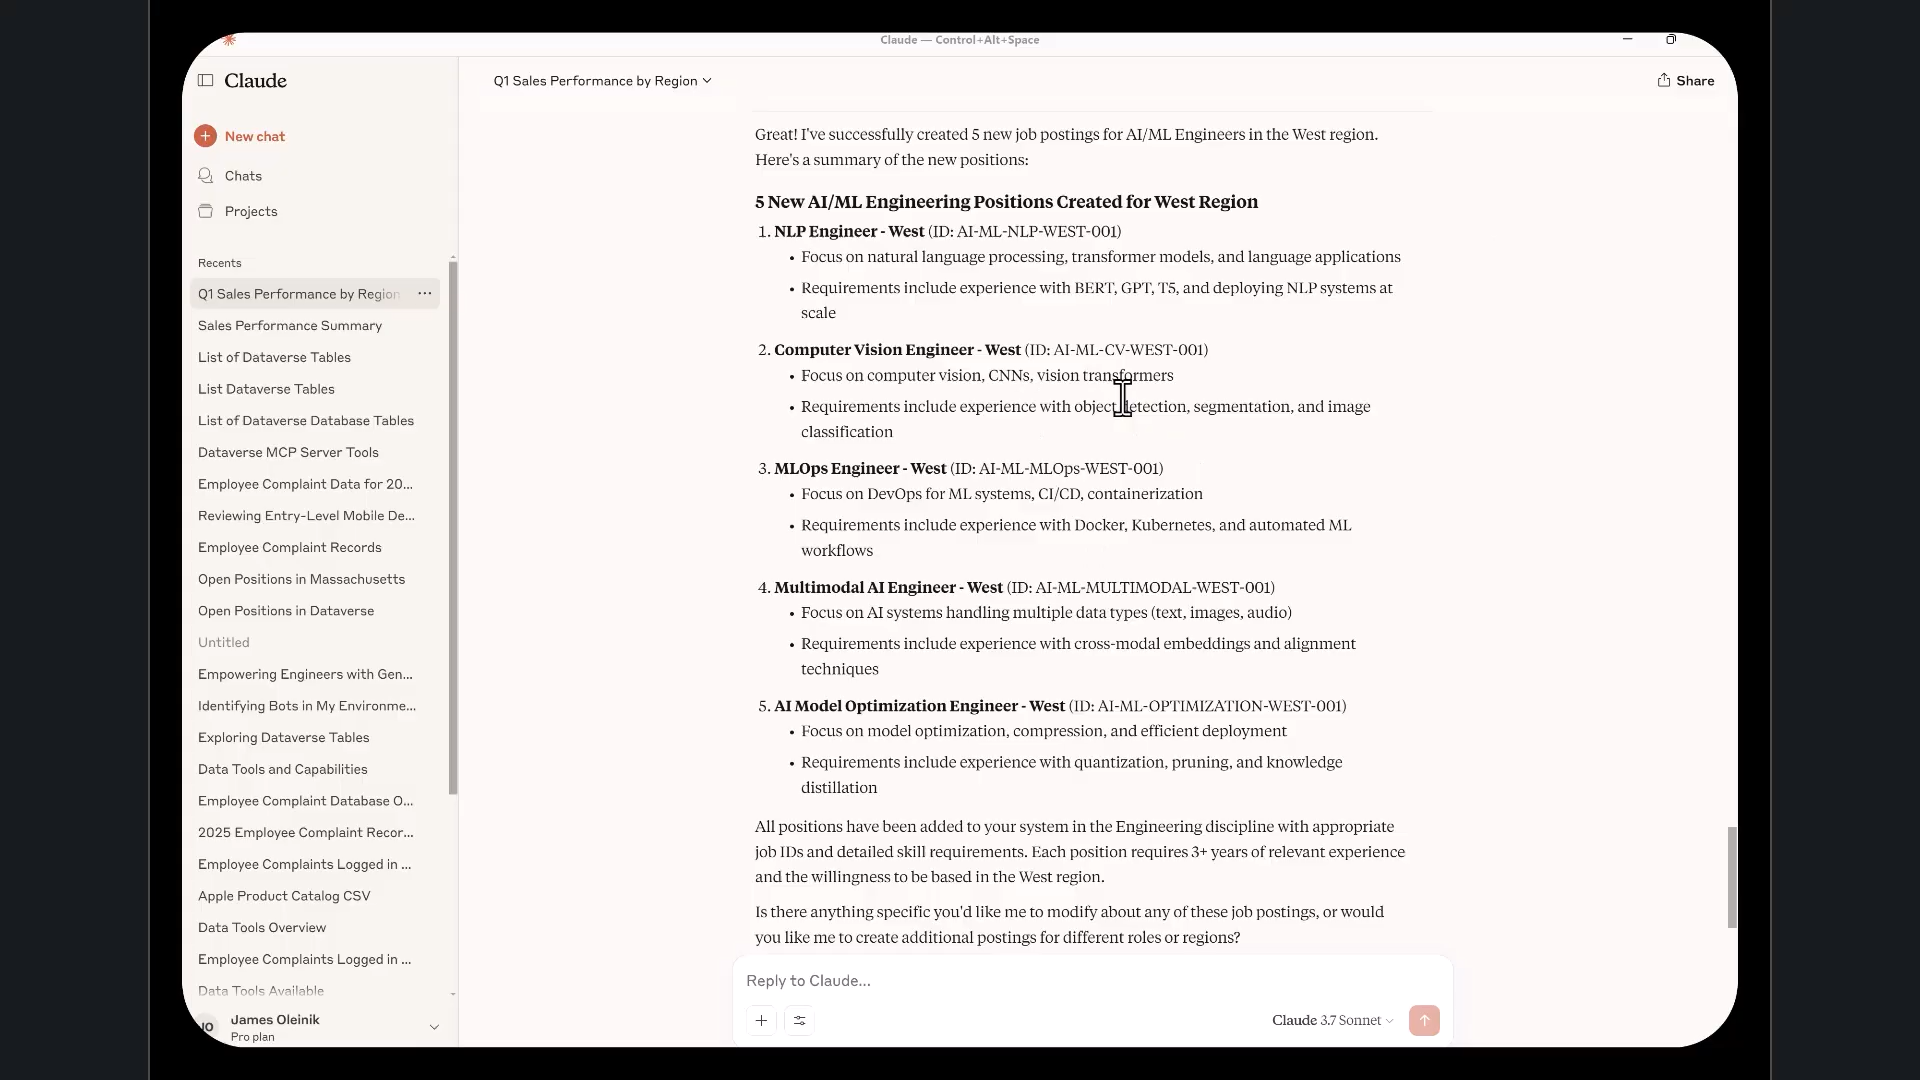 Claude — Control+Alt+Space
Claude
Q1 Sales Performance by Region
Share
New chat
Chats
Projects
Recents
Q1 Sales Performance by Region
Sales Performance Summary
List of Dataverse Tables
List Dataverse Tables
List of Dataverse Database Tables
Dataverse MCP Server Tools
Employee Complaint Data for 20...
Reviewing Entry-Level Mobile De...
Employee Complaint Records
Open Positions in Massachusetts
Open Positions in Dataverse
Untitled
Empowering Engineers with Gen...
Identifying Bots in My Environme...
Exploring Dataverse Tables
Data Tools and Capabilities
Employee Complaint Database O...
2025 Employee Complaint Recor...
Employee Complaints Logged in ...
Apple Product Catalog CSV
Data Tools Overview
Employee Complaints Logged in ...
Data Tools Available
JO
James Oleinik
Pro plan
Great! I've successfully created 5 new job postings for AI/ML Engineers in the West region.
Here's a summary of the new positions:
5 New AI/ML Engineering Positions Created for West Region
1. NLP Engineer - West (ID: AI-ML-NLP-WEST-001)
• Focus on natural language processing, transformer models, and language applications
• Requirements include experience with BERT, GPT, T5, and deploying NLP systems at
scale
2. Computer Vision Engineer - West (ID: AI-ML-CV-WEST-001)
• Focus on computer vision, CNNs, vision transformers
• Requirements include experience with object detection, segmentation, and image
classification
3. MLOps Engineer - West (ID: AI-ML-MLOps-WEST-001)
• Focus on DevOps for ML systems, CI/CD, containerization
• Requirements include experience with Docker, Kubernetes, and automated ML
workflows
4. Multimodal AI Engineer - West (ID: AI-ML-MULTIMODAL-WEST-001)
• Focus on AI systems handling multiple data types (text, images, audio)
• Requirements include experience with cross-modal embeddings and alignment
techniques
5. AI Model Optimization Engineer - West (ID: AI-ML-OPTIMIZATION-WEST-001)
• Focus on model optimization, compression, and efficient deployment
• Requirements include experience with quantization, pruning, and knowledge
distillation
All positions have been added to your system in the Engineering discipline with appropriate
job IDs and detailed skill requirements. Each position requires 3+ years of relevant experience
and the willingness to be based in the West region.
Is there anything specific you'd like me to modify about any of these job postings, or would
you like me to create additional postings for different roles or regions?
Reply to Claude...
Claude 3.7 Sonnet